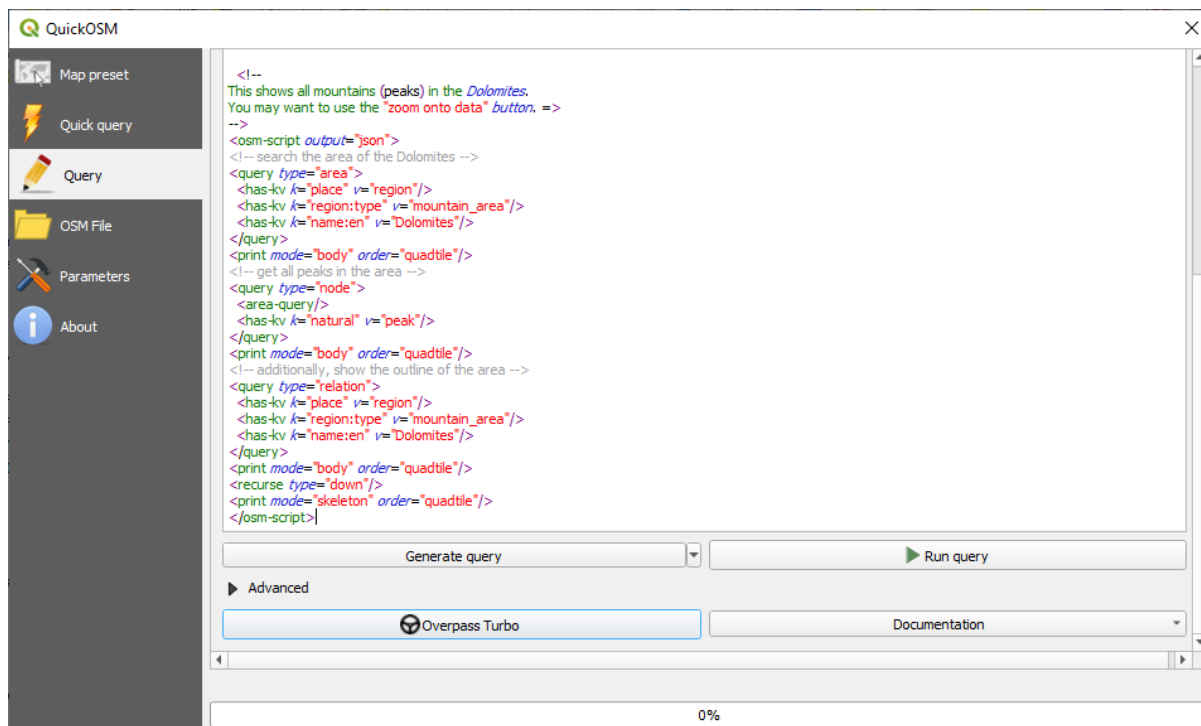 QuickOSM
Map preset
Quick query
Query
OSM File
Parameters
About
<!--
This shows all mountains (peaks) in the Dolomites.
You may want to use the "zoom onto data" button. =>
-->
<osm-script output="json">
<!-- search the area of the Dolomites -->
<query type="area">
<has-kv k="place" v="region"/>
<has-kv k="region:type" v="mountain_area"/>
<has-kv k="name:en" v="Dolomites"/>
</query>
<print mode="body" order="quadtile"/>
<!-- get all peaks in the area -->
<query type="node">
<area-query/>
<has-kv k="natural" v="peak"/>
</query>
<print mode="body" order="quadtile"/>
<!-- additionally, show the outline of the area -->
<query type="relation">
<has-kv k="place" v="region"/>
<has-kv k="region:type" v="mountain_area"/>
<has-kv k="name:en" v="Dolomites"/>
</query>
<print mode="body" order="quadtile"/>
<recurse type="down"/>
<print mode="skeleton" order="quadtile"/>
</osm-script>
Generate query
Run query
Advanced
Overpass Turbo
Documentation
0%